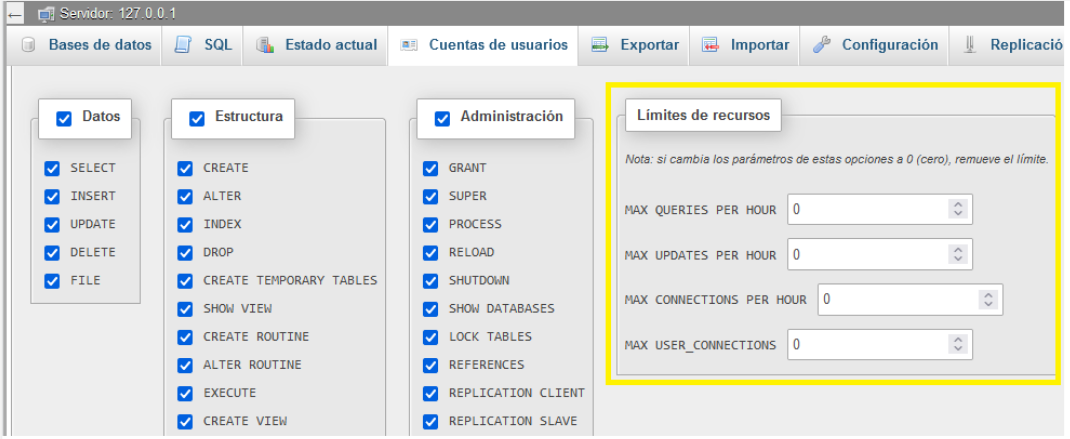 Servidor: 127.0.0.1
Bases de datos SQL Estado actual Cuentas de usuarios Exportar Importar Configuración Replicació
Datos
SELECT
INSERT
UPDATE
DELETE
FILE
Estructura
CREATE
ALTER
INDEX
DROP
CREATE TEMPORARY TABLES
SHOW VIEW
CREATE ROUTINE
ALTER ROUTINE
EXECUTE
CREATE VIEW
Administración
GRANT
SUPER
PROCESS
RELOAD
SHUTDOWN
SHOW DATABASES
LOCK TABLES
REFERENCES
REPLICATION CLIENT
REPLICATION SLAVE
Límites de recursos
Nota: si cambia los parámetros de estas opciones a 0 (cero), remueve el límite.
MAX QUERIES PER HOUR 0
MAX UPDATES PER HOUR 0
MAX CONNECTIONS PER HOUR 0
MAX USER_CONNECTIONS 0